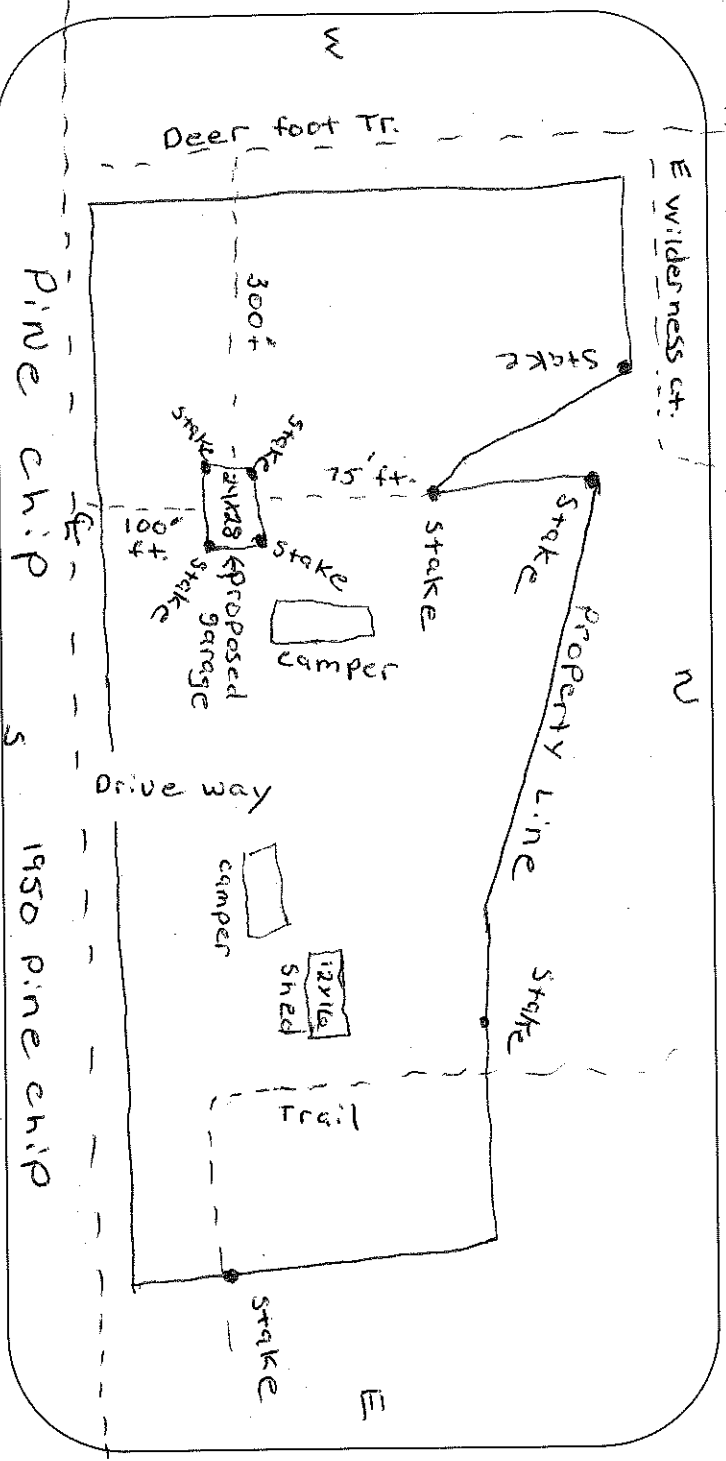 W
Deer foot Tr.
E wilderness ct.
300 ft
Stake
Stake
Stake
24x28
75' ft.
Stake
Stake
100' ft.
Stake
Stake
<proposed
garage
camper
Property Line
N
Pine chip
℄
S
1950 pine chip
Drive way
camper
12x16
Shed
Stake
Trail
Stake
E